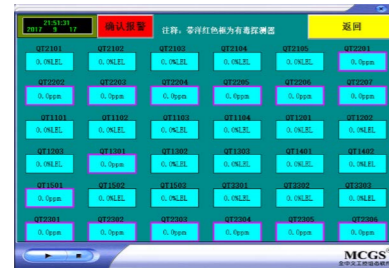 21:51:31
2017 9 17
确认报警
注释:带洋红色框为有毒探测器
返回
QT2101 QT2102 QT2103 QT2104 QT2105 QT2201
0.0%LEL 0.0%LEL 0.0%LEL 0.0%LEL 0.0%LEL 0.0ppm
QT2202 QT2203 QT2204 QT2205 QT2206 QT2207
0.0ppm 0.0ppm 0.0ppm 0.0ppm 0.0ppm 0.0ppm
QT1101 QT1102 QT1103 QT1104 QT1201 QT1202
0.0%LEL 0.0%LEL 0.0%LEL 0.0%LEL 0.0%LEL 0.0%LEL
QT1203 QT1301 QT1302 QT1303 QT1401 QT1402
0.0%LEL 0.0ppm 0.0%LEL 0.0%LEL 0.0%LEL 0.0%LEL
QT1501 QT1502 QT1503 QT3301 QT3302 QT3303
0.0ppm 0.0%LEL 0.0%LEL 0.0%LEL 0.0%LEL 0.0%LEL
QT2301 QT2302 QT2303 QT2304 QT2305 QT2306
0.0ppm 0.0ppm 0.0ppm 0.0ppm 0.0ppm 0.0ppm
MCGS